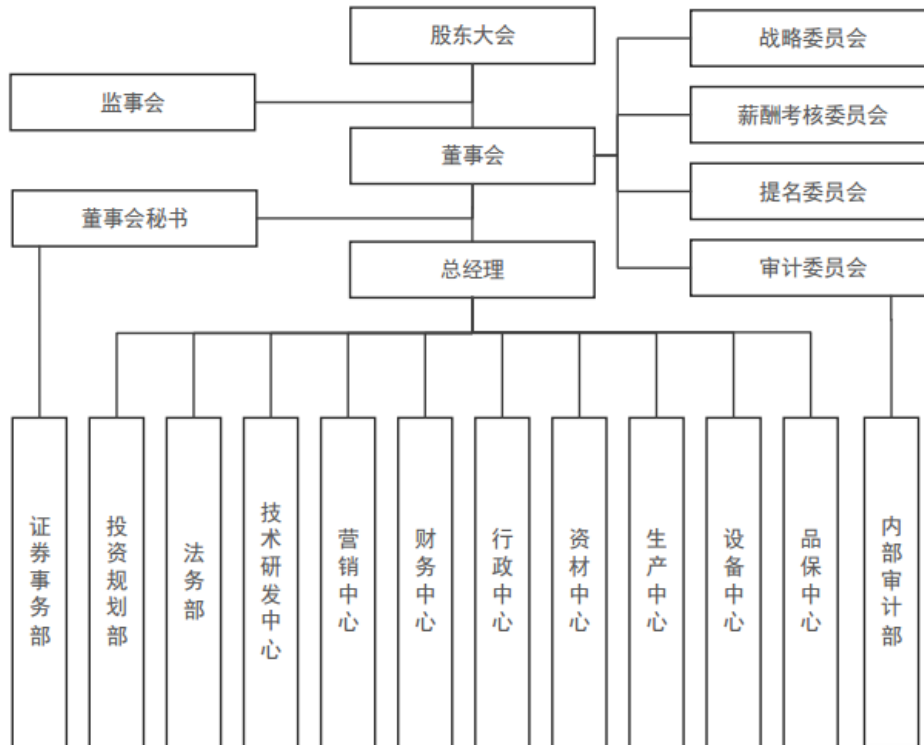 股东大会
战略委员会
监事会
薪酬考核委员会
董事会
提名委员会
董事会秘书
总经理
审计委员会
证券事务部
投资规划部
法务部
技术研发中心
营销中心
财务中心
行政中心
资材中心
生产中心
设备中心
品保中心
内部审计部